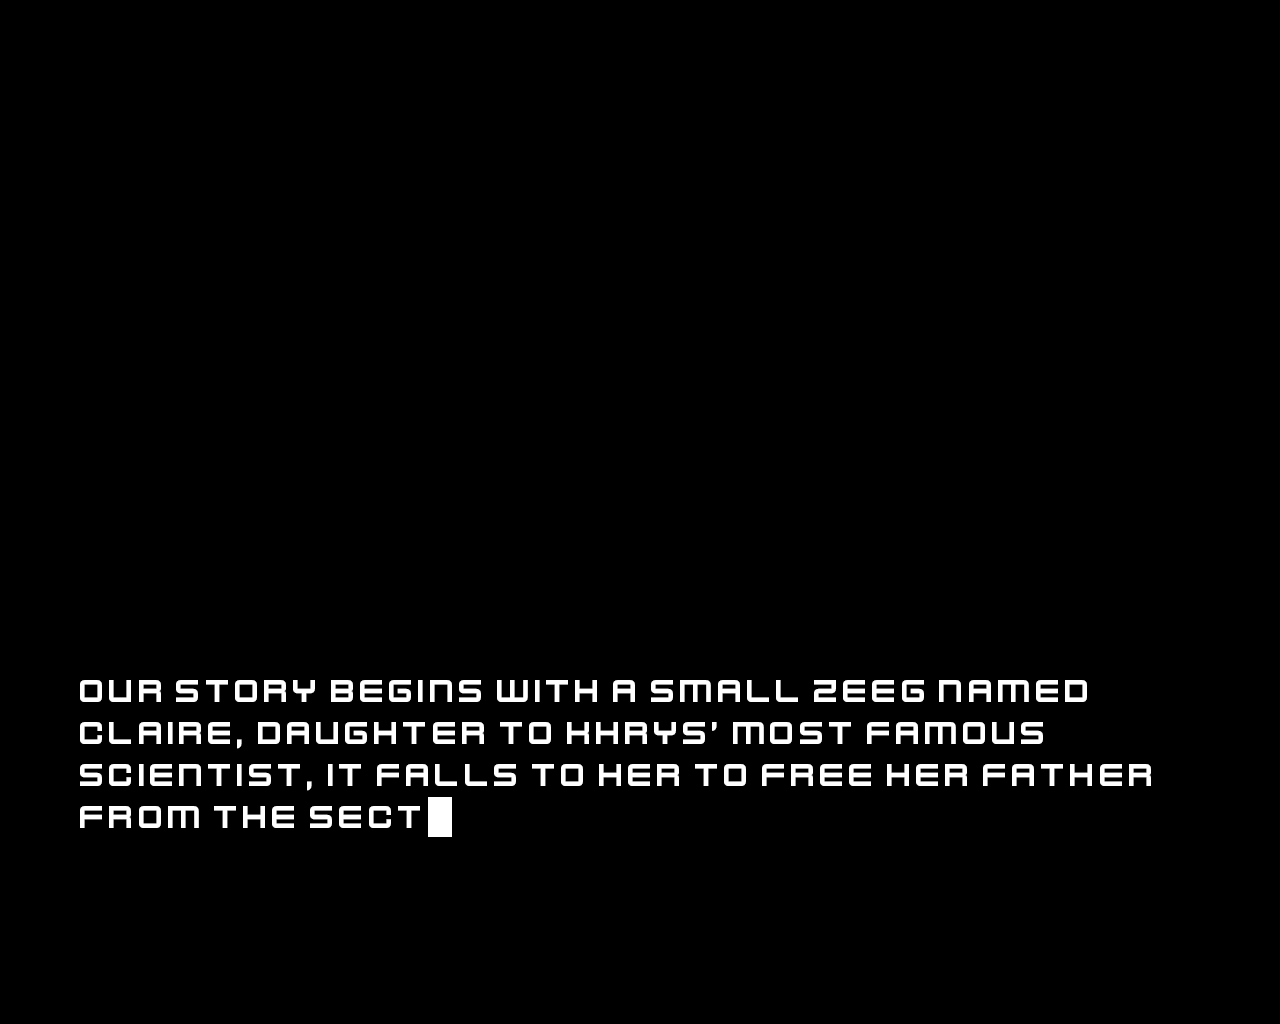 OUR STORY BEGINS WITH A SMALL ZEEG NAMED
CLAIRE, DAUGHTER TO KHRYS' MOST FAMOUS
SCIENTIST, IT FALLS TO HER TO FREE HER FATHER
FROM THE SECT